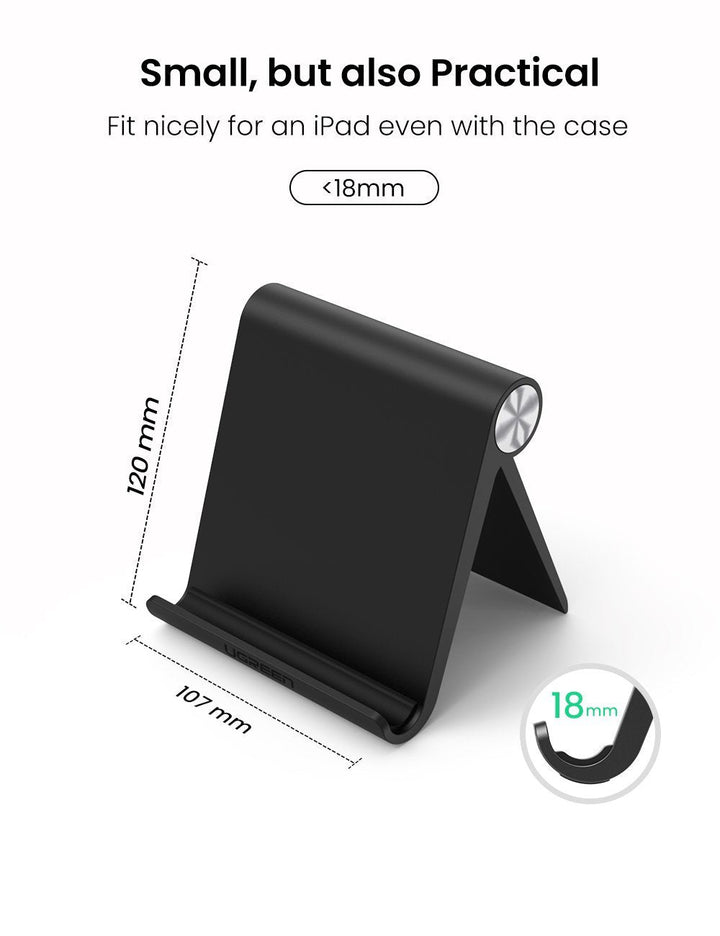 Small, but also Practical
Fit nicely for an iPad even with the case
<18mm
120 mm
UGREEN
107 mm
18mm